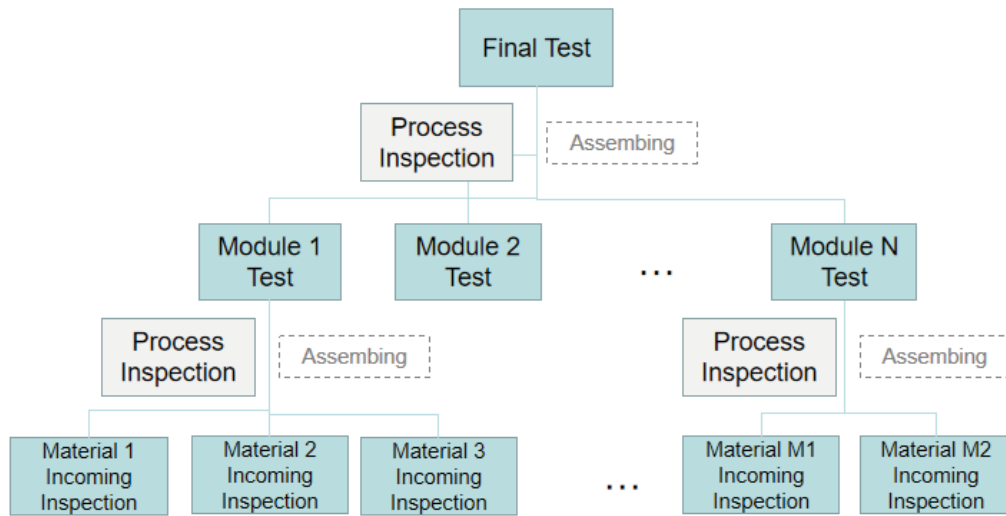 Final Test
Process
Inspection
Assembing
Module 1
Test
Module 2
Test
...
Module N
Test
Process
Inspection
Assembing
Process
Inspection
Assembing
Material 1
Incoming
Inspection
Material 2
Incoming
Inspection
Material 3
Incoming
Inspection
...
Material M1
Incoming
Inspection
Material M2
Incoming
Inspection